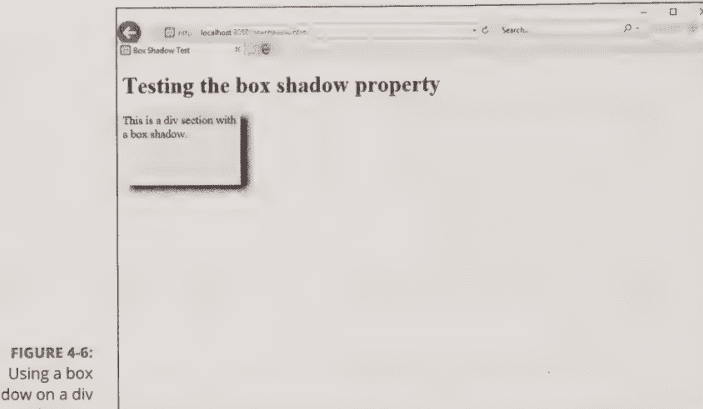 localhost
Search...
Box Shadow Test
Testing the box shadow property
This is a div section with
a box shadow.
FIGURE 4-6:
Using a box
dow on a div